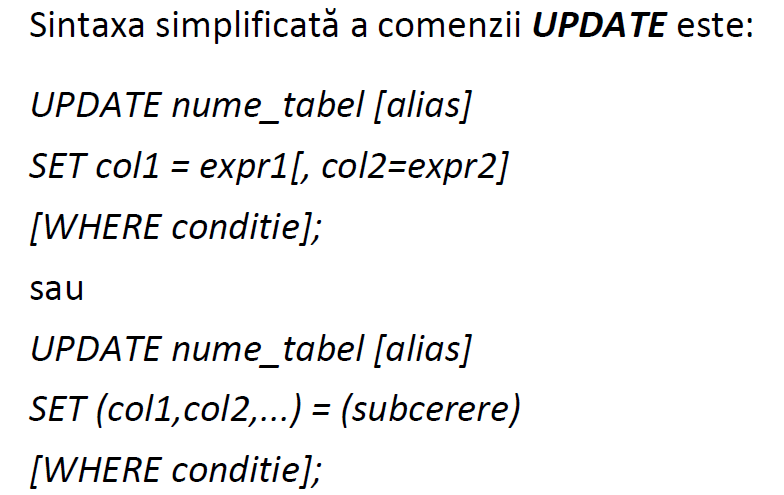 Sintaxa simplificată a comenzii UPDATE este:
UPDATE nume_tabel [alias]
SET col1 = expr1[, col2=expr2]
[WHERE conditie];
sau
UPDATE nume_tabel [alias]
SET (col1,col2,...) = (subcerere)
[WHERE conditie];